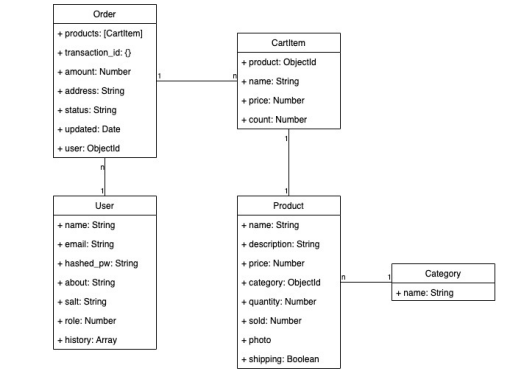 Order
+ products: [CartItem]
+ transaction_id: {}
+ amount: Number
+ address: String
+ status: String
+ updated: Date
+ user: ObjectId
1
n
CartItem
+ product: ObjectId
+ name: String
+ price: Number
+ count: Number
n
1
1
1
User
+ name: String
+ email: String
+ hashed_pw: String
+ about: String
+ salt: String
+ role: Number
+ history: Array
Product
+ name: String
+ description: String
+ price: Number
+ category: ObjectId
+ quantity: Number
+ sold: Number
+ photo
+ shipping: Boolean
n
1
Category
+ name: String